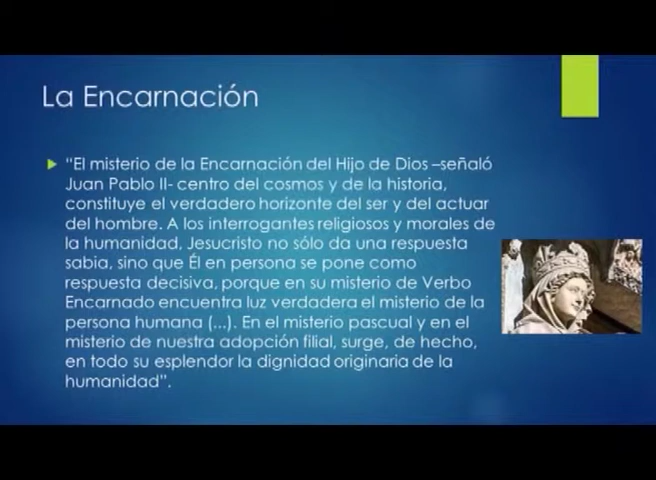 La Encarnación
“El misterio de la Encarnación del Hijo de Dios –señaló
Juan Pablo II- centro del cosmos y de la historia,
constituye el verdadero horizonte del ser y del actuar
del hombre. A los interrogantes religiosos y morales de
la humanidad, Jesucristo no sólo da una respuesta
sabia, sino que Él en persona se pone como
respuesta decisiva, porque en su misterio de Verbo
Encarnado encuentra luz verdadera el misterio de la
persona humana (...). En el misterio pascual y en el
misterio de nuestra adopción filial, surge, de hecho,
en todo su esplendor la dignidad originaria de la
humanidad”.